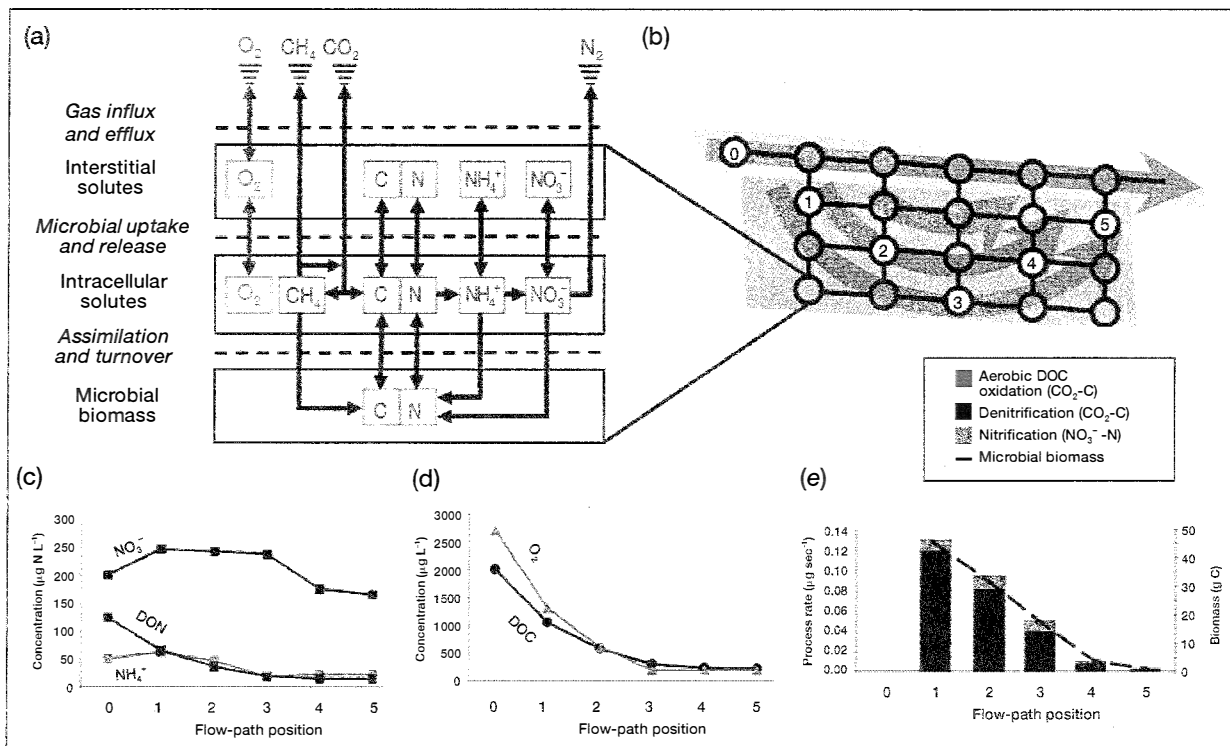 (a)
O₂ CH₄ CO₂ N₂
Gas influx
and efflux
Interstitial
solutes
O₂ C N NH₄⁺ NO₃⁻
Microbial uptake
and release
Intracellular
solutes
O₂ CH₄ C N NH₄⁺ NO₃⁻
Assimilation
and turnover
Microbial
biomass
C N
(b)
0
1
2
3
4
5
Aerobic DOC
oxidation (CO₂-C)
Denitrification (CO₂-C)
Nitrification (NO₃⁻-N)
Microbial biomass
(c)
Concentration (µg N L⁻¹)
300
250
200
150
100
50
0
NO₃⁻
DON
NH₄⁺
0 1 2 3 4 5
Flow-path position
(d)
Concentration (µg L⁻¹)
3000
2500
2000
1500
1000
500
0
O₂
DOC
0 1 2 3 4 5
Flow-path position
(e)
Process rate (µg sec⁻¹)
0.14
0.12
0.10
0.08
0.06
0.04
0.02
0.00
50
40
30
20
10
0
Biomass (g C)
0 1 2 3 4 5
Flow-path position